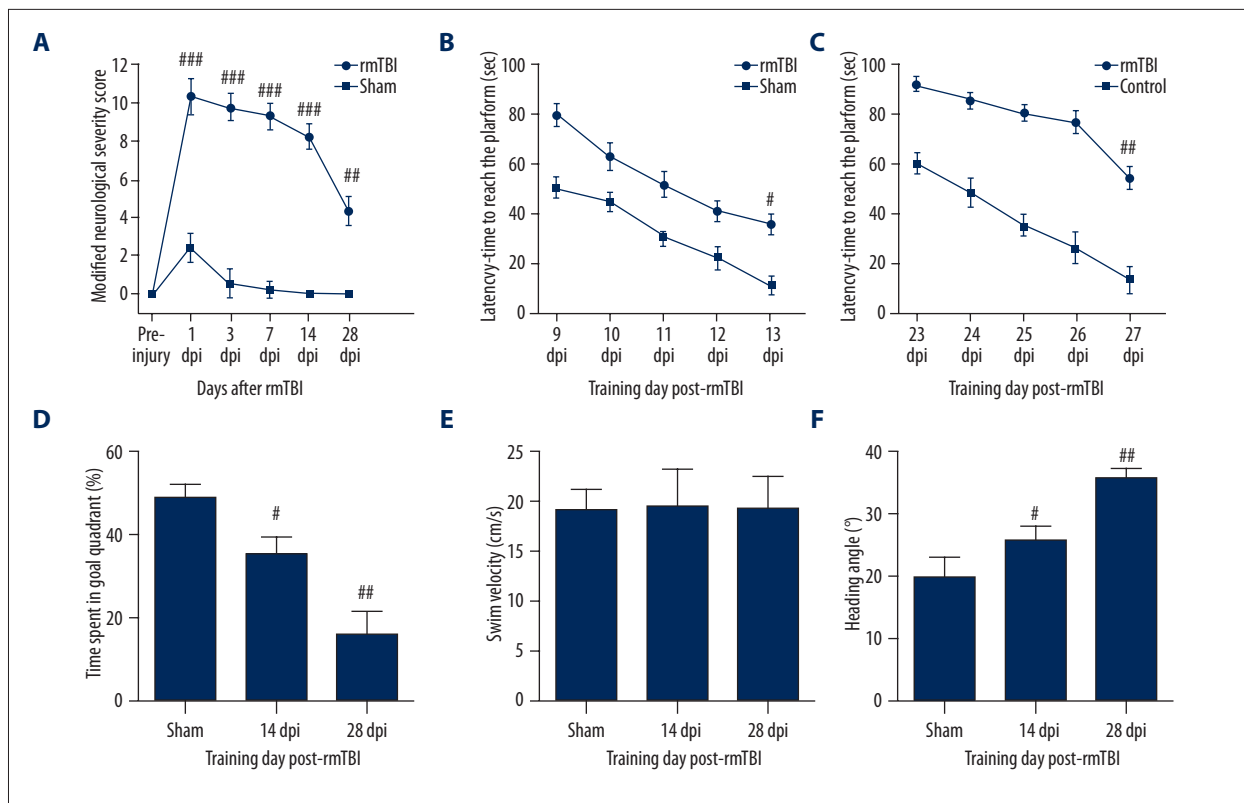 A
Modified neurological severity score
12
10
8
6
4
2
0
###
###
###
###
##
rmTBI
Sham
Pre-injury
1 dpi
3 dpi
7 dpi
14 dpi
28 dpi
Days after rmTBI
B
Latencvy-time to reach the plarform (sec)
100
80
60
40
20
0
rmTBI
Sham
#
9 dpi
10 dpi
11 dpi
12 dpi
13 dpi
Training day post-rmTBI
C
Latencvy-time to reach the plarform (sec)
100
80
60
40
20
0
rmTBI
Control
##
23 dpi
24 dpi
25 dpi
26 dpi
27 dpi
Training day post-rmTBI
D
Time spent in goal quadrant (%)
60
40
20
0
#
##
Sham
14 dpi
28 dpi
Training day post-rmTBI
E
Swim velocity (cm/s)
25
20
15
10
5
0
Sham
14 dpi
28 dpi
Training day post-rmTBI
F
Heading angle (°)
40
30
20
10
0
#
##
Sham
14 dpi
28 dpi
Training day post-rmTBI